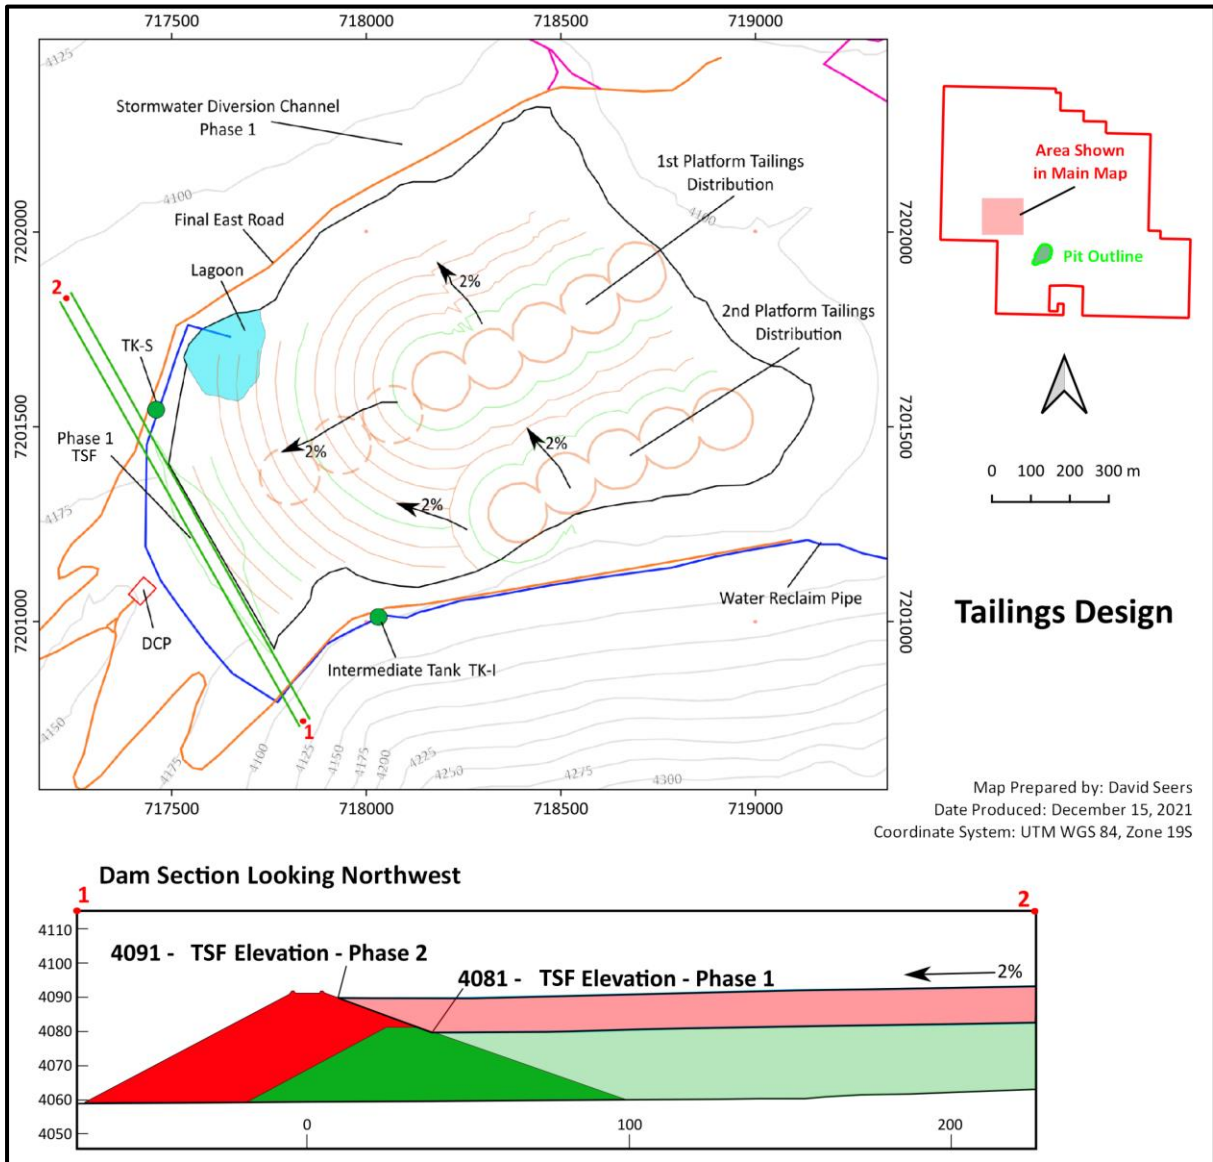 717500 718000 718500 719000
4125
Stormwater Diversion Channel
Phase 1
1st Platform Tailings
Distribution
Area Shown
in Main Map
4100
4100
7202000
Final East Road
7202000
Pit Outline
Lagoon
2
2%
2nd Platform Tailings
Distribution
TK-S
7201500
7201500
Phase 1
TSF
2%
2%
2%
0 100 200 300 m
4175
DCP
Water Reclaim Pipe
Tailings Design
7201000
7201000
Intermediate Tank TK-I
1
4150
4175
4100
4125
4150
4175
4200
4225
4250
4275
4300
717500 718000 718500 719000
Map Prepared by: David Seers
Date Produced: December 15, 2021
Coordinate System: UTM WGS 84, Zone 19S
Dam Section Looking Northwest
1
2
4110
4100
4090
4080
4070
4060
4050
4091 - TSF Elevation - Phase 2
4081 - TSF Elevation - Phase 1
2%
0 100 200